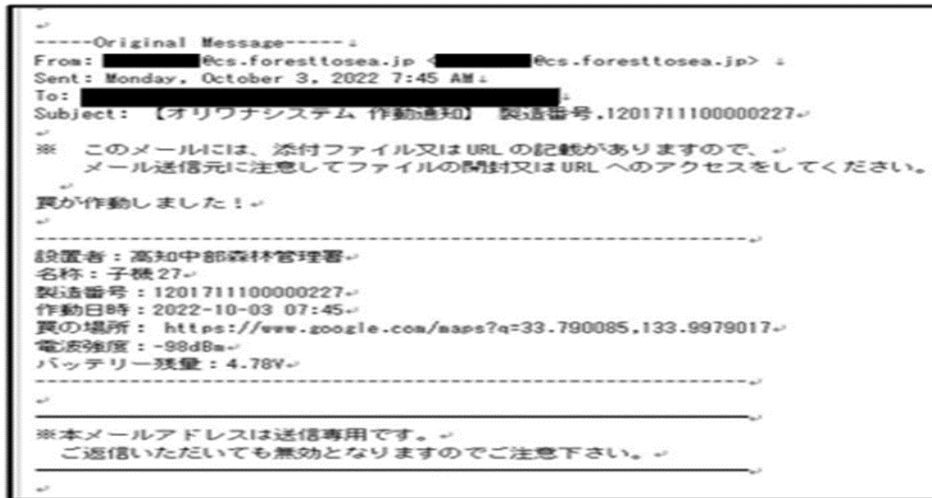 -----Original Message-----
From: @cs.foresttosea.jp < @cs.foresttosea.jp>
Sent: Monday, October 3, 2022 7:45 AM
To:
Subject: 【オリワナシステム 作動通知】 製造番号.1201711100000227
※ このメールには、添付ファイル又は URL の記載がありますので、
メール送信元に注意してファイルの開封又は URL へのアクセスをしてください。
罠が作動しました!
設置者:高知中部森林管理署
名称:子機 27
製造番号:1201711100000227
作動日時:2022-10-03 07:45
罠の場所: https://www.google.com/maps?q=33.790085,133.9979017
電波強度:-98dBm
バッテリー残量:4.78V
※本メールアドレスは送信専用です。
ご返信いただいても無効となりますのでご注意下さい。